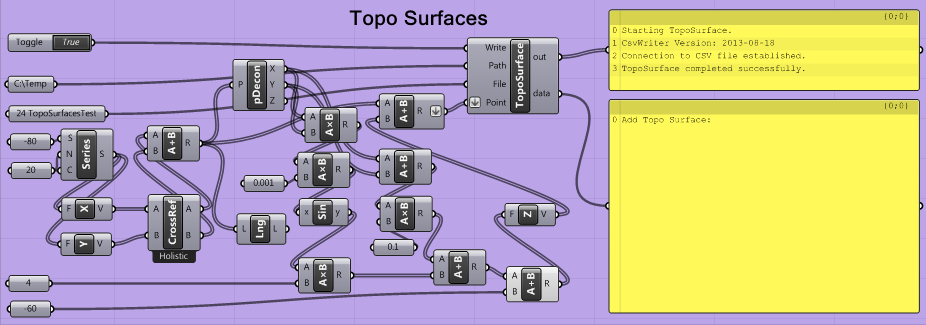 Topo Surfaces
Toggle True
C:\Temp
24 TopoSurfacesTest
-80
20
S N C Series S
F X V
F Y V
A B A+B R
A B CrossRef A B
Holistic
P pDecon X Y Z
L Lng L
0.001
A B A×B R
A B A×B R
x Sin y
A B A×B R
4
-60
A B A+B R
A B A+B R
A B A×B R
0.1
A B A+B R
F Z V
A B A+B R
Write Path File Point TopoSurface out data
{0;0}
0 Starting TopoSurface.
1 CsvWriter Version: 2013-08-18
2 Connection to CSV file established.
3 TopoSurface completed successfully.
{0;0}
0 Add Topo Surface: